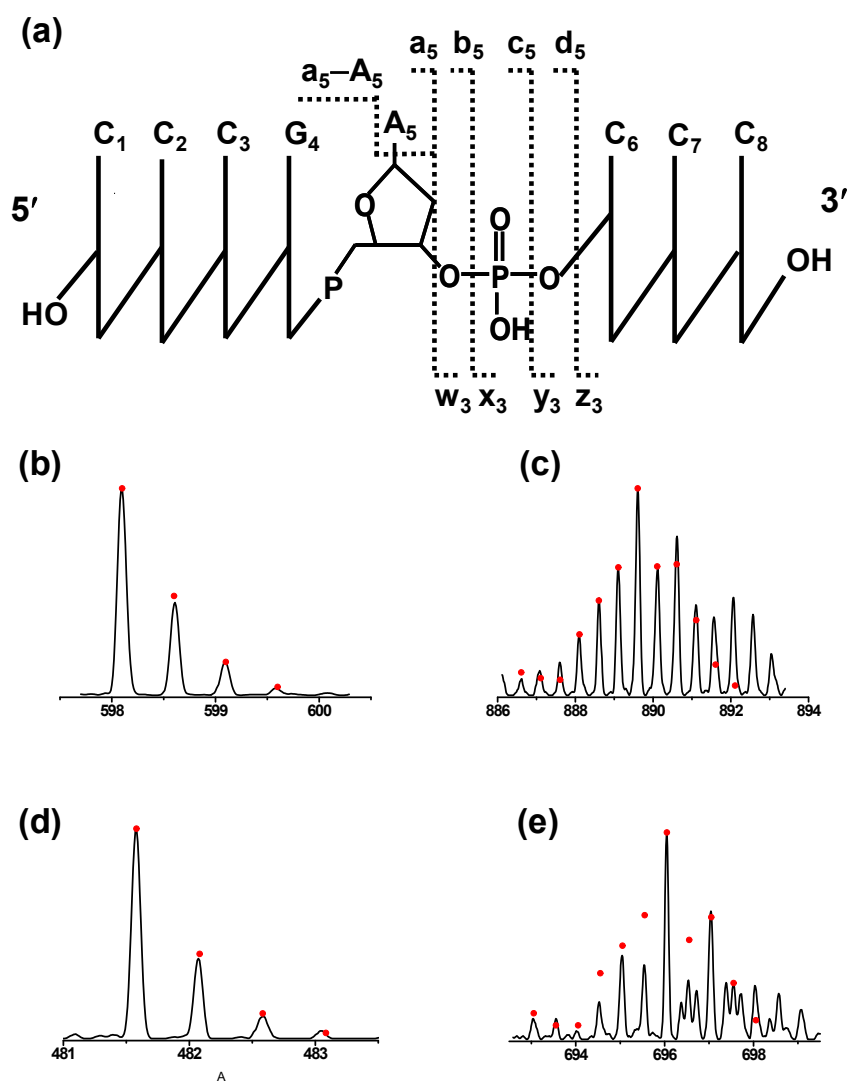 (a)
a₅ b₅ c₅ d₅
a₅–A₅
C₁ C₂ C₃ G₄ A₅ C₆ C₇ C₈
5′ O O 3′
P O P O OH
HO OH
w₃ x₃ y₃ z₃
(b) (c)
598 599 600 886 888 890 892 894
(d) (e)
481 482 483 694 696 698
A